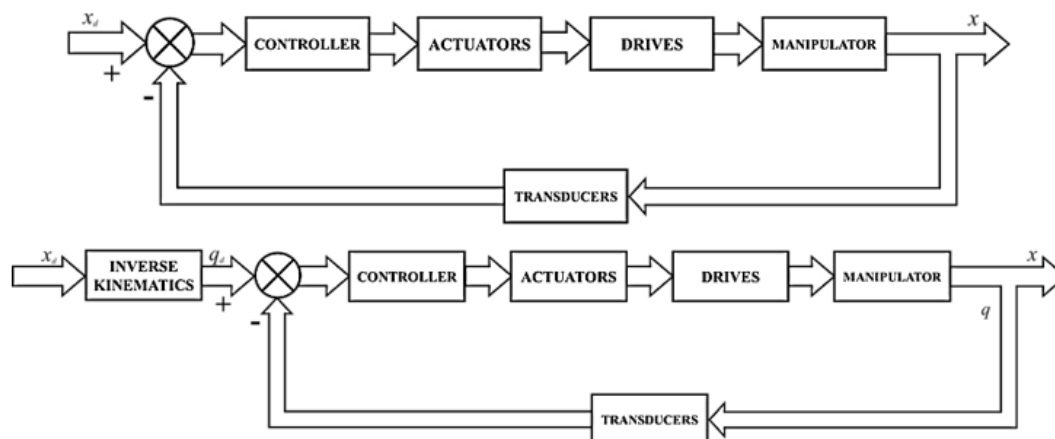 x_d
x
CONTROLLER
ACTUATORS
DRIVES
MANIPULATOR
+
-
TRANSDUCERS
x_d
INVERSE
KINEMATICS
q_d
x
CONTROLLER
ACTUATORS
DRIVES
MANIPULATOR
+
-
q
TRANSDUCERS